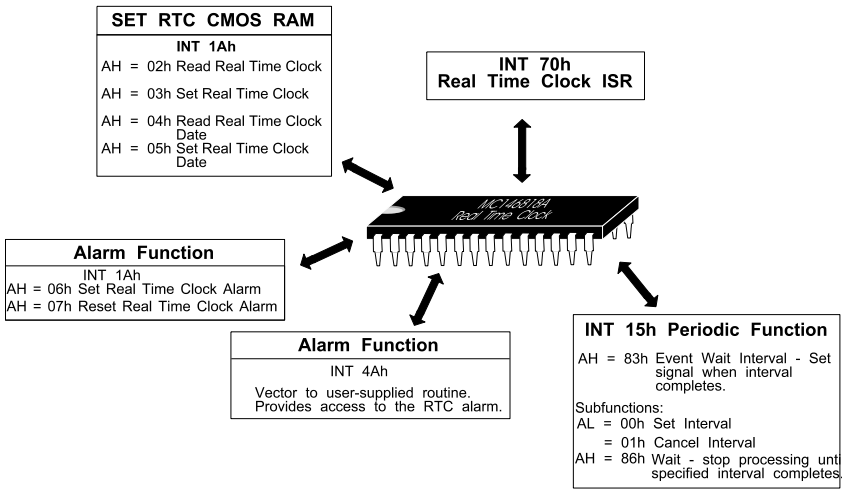 SET RTC CMOS RAM
INT 1Ah
AH = 02h Read Real Time Clock
AH = 03h Set Real Time Clock
AH = 04h Read Real Time Clock
Date
AH = 05h Set Real Time Clock
Date
INT 70h
Real Time Clock ISR
MC146818A
Real Time Clock
Alarm Function
INT 1Ah
AH = 06h Set Real Time Clock Alarm
AH = 07h Reset Real Time Clock Alarm
Alarm Function
INT 4Ah
Vector to user-supplied routine.
Provides access to the RTC alarm.
INT 15h Periodic Function
AH = 83h Event Wait Interval - Set
signal when interval
completes.
Subfunctions:
AL = 00h Set Interval
= 01h Cancel Interval
AH = 86h Wait - stop processing unti
specified interval completes.